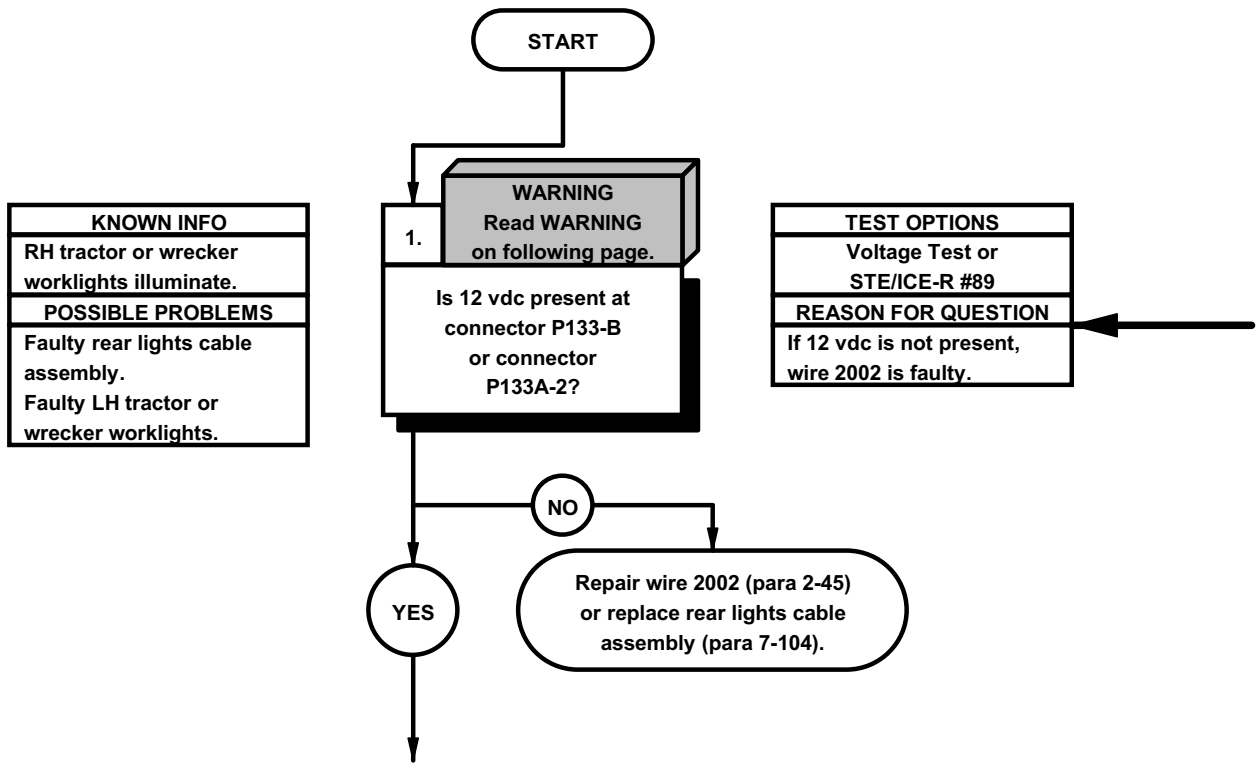 START
KNOWN INFO
RH tractor or wrecker
worklights illuminate.
POSSIBLE PROBLEMS
Faulty rear lights cable
assembly.
Faulty LH tractor or
wrecker worklights.
1.
WARNING
Read WARNING
on following page.
Is 12 vdc present at
connector P133-B
or connector
P133A-2?
TEST OPTIONS
Voltage Test or
STE/ICE-R #89
REASON FOR QUESTION
If 12 vdc is not present,
wire 2002 is faulty.
NO
YES
Repair wire 2002 (para 2-45)
or replace rear lights cable
assembly (para 7-104).